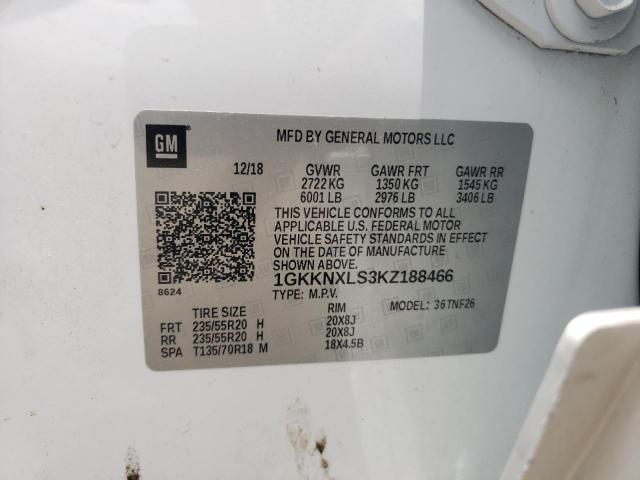 GM
MFD BY GENERAL MOTORS LLC
12/18 GVWR GAWR FRT GAWR RR
2722 KG 1350 KG 1545 KG
6001 LB 2976 LB 3406 LB
THIS VEHICLE CONFORMS TO ALL
APPLICABLE U.S. FEDERAL MOTOR
VEHICLE SAFETY STANDARDS IN EFFECT
ON THE DATE OF MANUFACTURE
SHOWN ABOVE.
8624
1GKKNXLS3KZ188466
TYPE: M.P.V. MODEL: 36TNF26
TIRE SIZE RIM
FRT 235/55R20 H 20X8J
RR 235/55R20 H 20X8J
SPA T135/70R18 M 18X4.5B